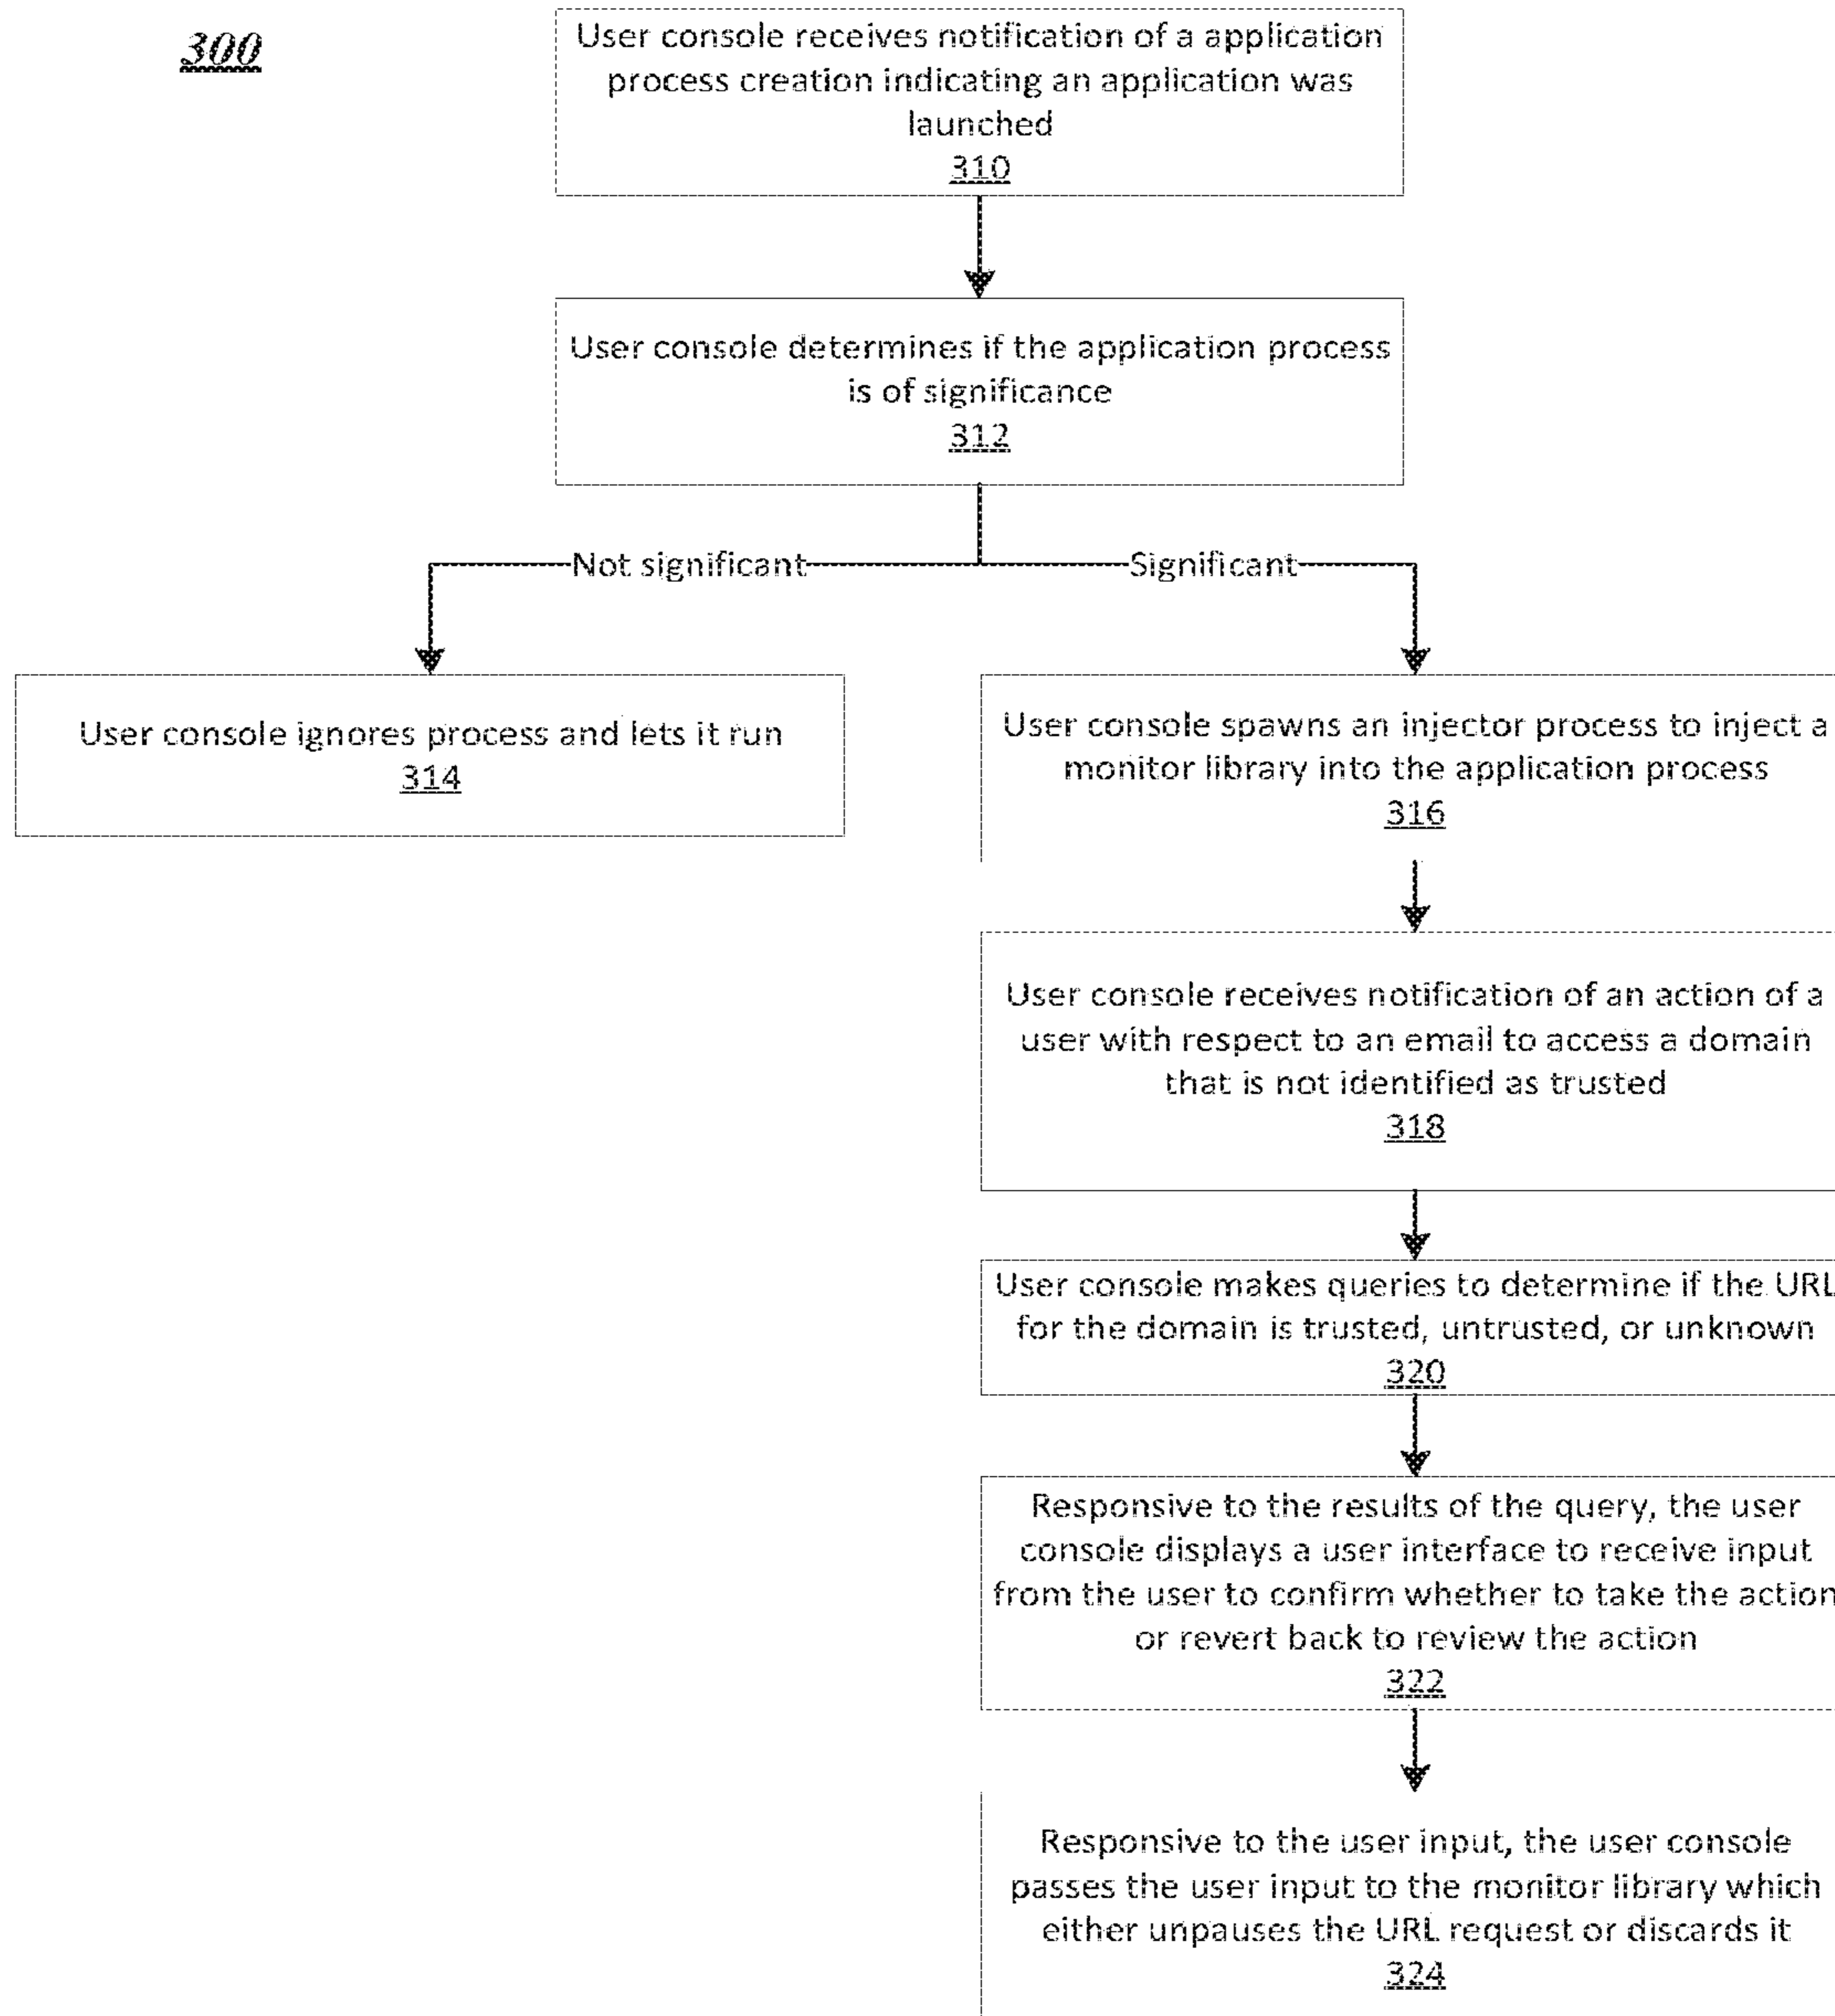 300
User console receives notification of a application
process creation indicating an application was
launched
310
User console determines if the application process
is of significance
312
Not significant
Significant
User console ignores process and lets it run
314
User console spawns an injector process to inject a
monitor library into the application process
316
User console receives notification of an action of a
user with respect to an email to access a domain
that is not identified as trusted
318
User console makes queries to determine if the URL
for the domain is trusted, untrusted, or unknown
320
Responsive to the results of the query, the user
console displays a user interface to receive input
from the user to confirm whether to take the action
or revert back to review the action
322
Responsive to the user input, the user console
passes the user input to the monitor library which
either unpauses the URL request or discards it
324